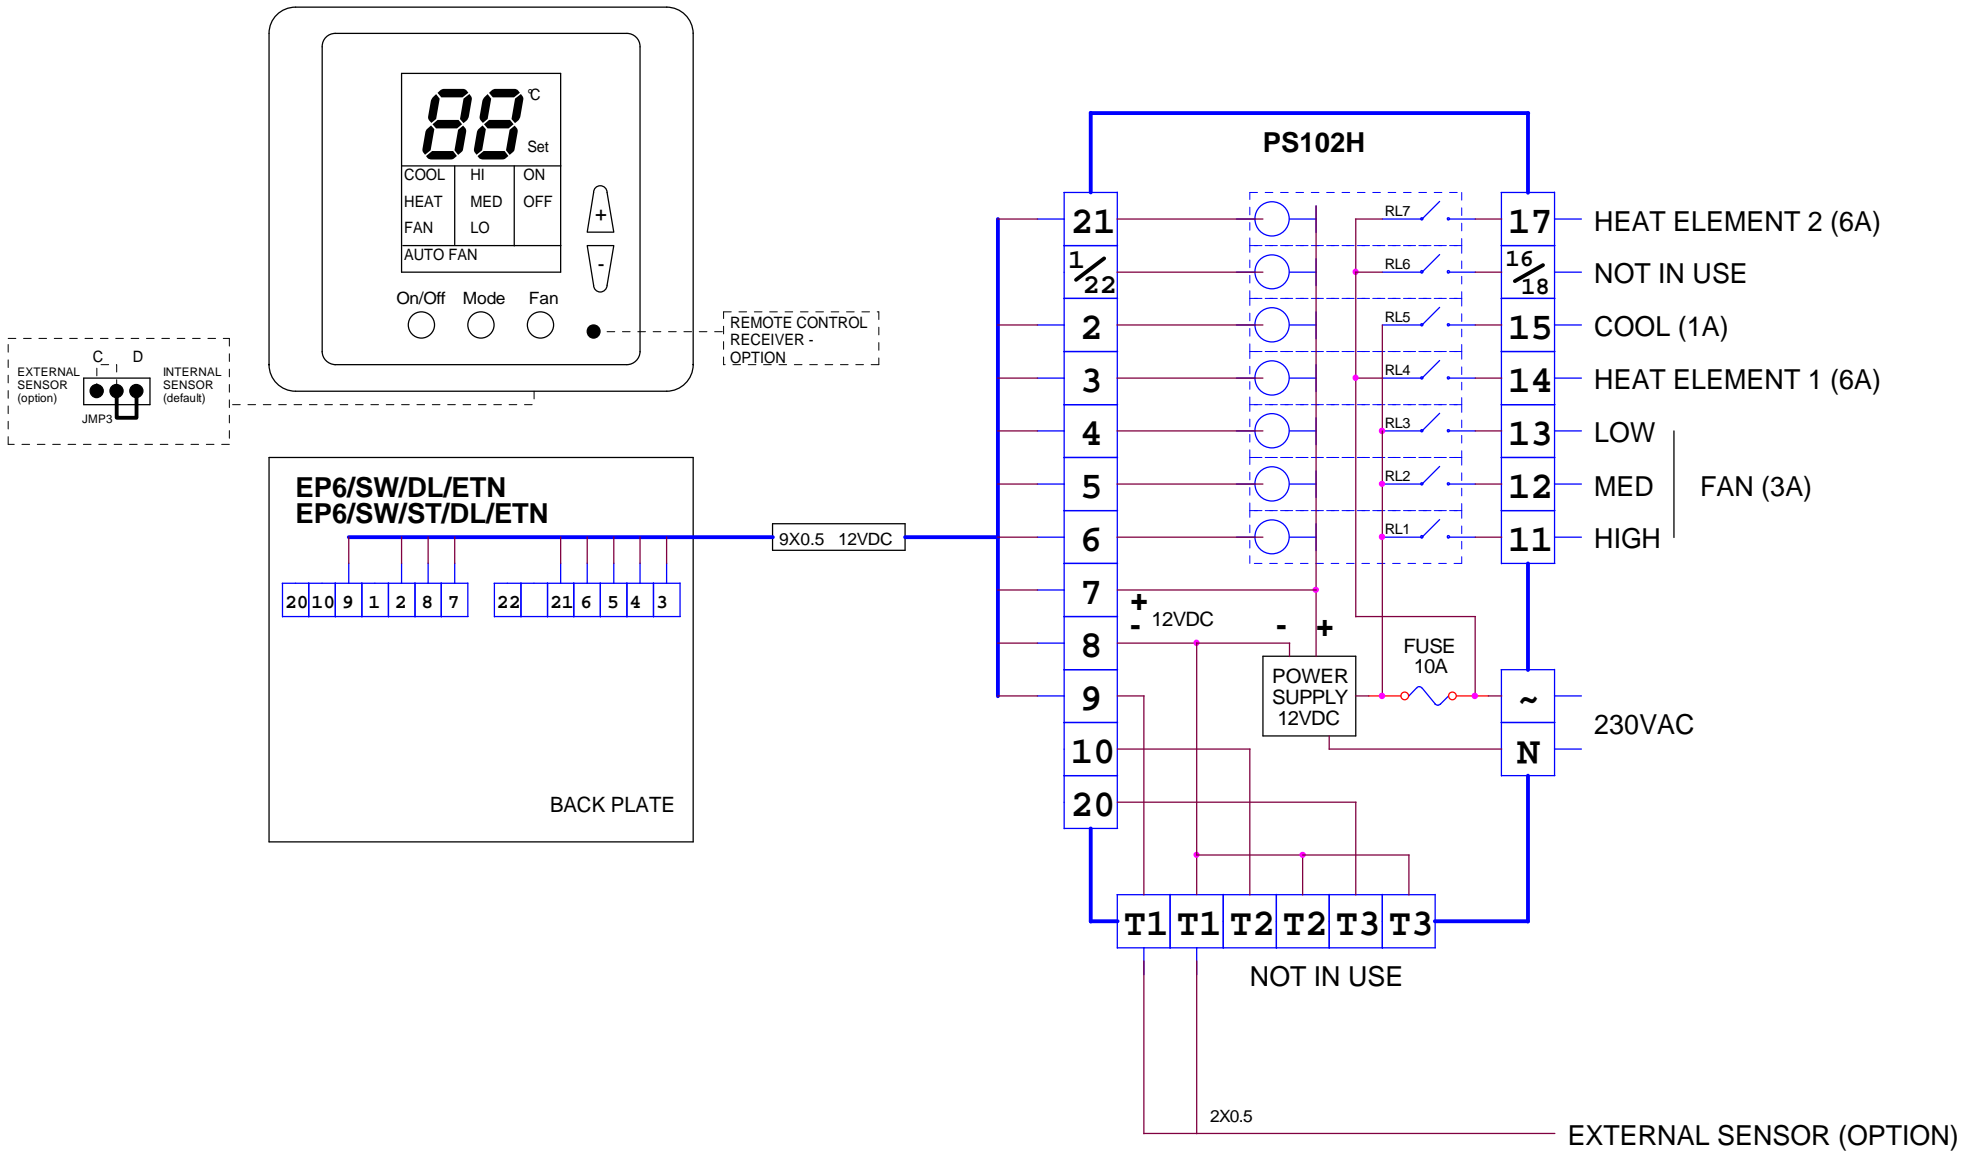 88 °C
Set
COOL HI ON
HEAT MED OFF
FAN LO
AUTO FAN
+
-
On/Off Mode Fan
REMOTE CONTROL
RECEIVER -
OPTION
C D
EXTERNAL
SENSOR
(option)
INTERNAL
SENSOR
(default)
JMP3
EP6/SW/DL/ETN
EP6/SW/ST/DL/ETN
20 10 9 1 2 8 7 22 21 6 5 4 3
BACK PLATE
9X0.5 12VDC
PS102H
21 RL7 17 HEAT ELEMENT 2 (6A)
1/22 RL6 16/18 NOT IN USE
2 RL5 15 COOL (1A)
3 RL4 14 HEAT ELEMENT 1 (6A)
4 RL3 13 LOW
5 RL2 12 MED FAN (3A)
6 RL1 11 HIGH
7
+
- 12VDC
- +
8
FUSE
10A
POWER
SUPPLY
12VDC
9 ~
230VAC
10 N
20
T1 T1 T2 T2 T3 T3
NOT IN USE
2X0.5
EXTERNAL SENSOR (OPTION)